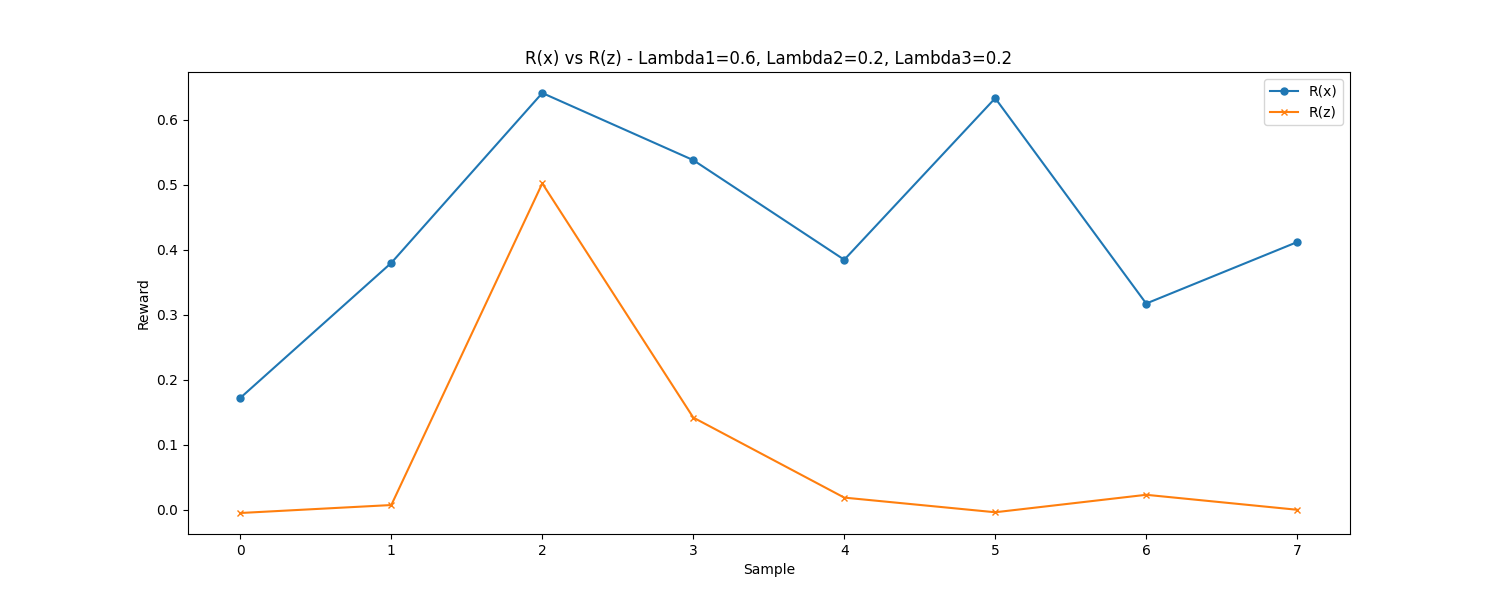 R(x) vs R(z) - Lambda1=0.6, Lambda2=0.2, Lambda3=0.2
R(x)
R(z)
0.6
0.5
0.4
0.3
0.2
0.1
0.0
Reward
0 1 2 3 4 5 6 7
Sample